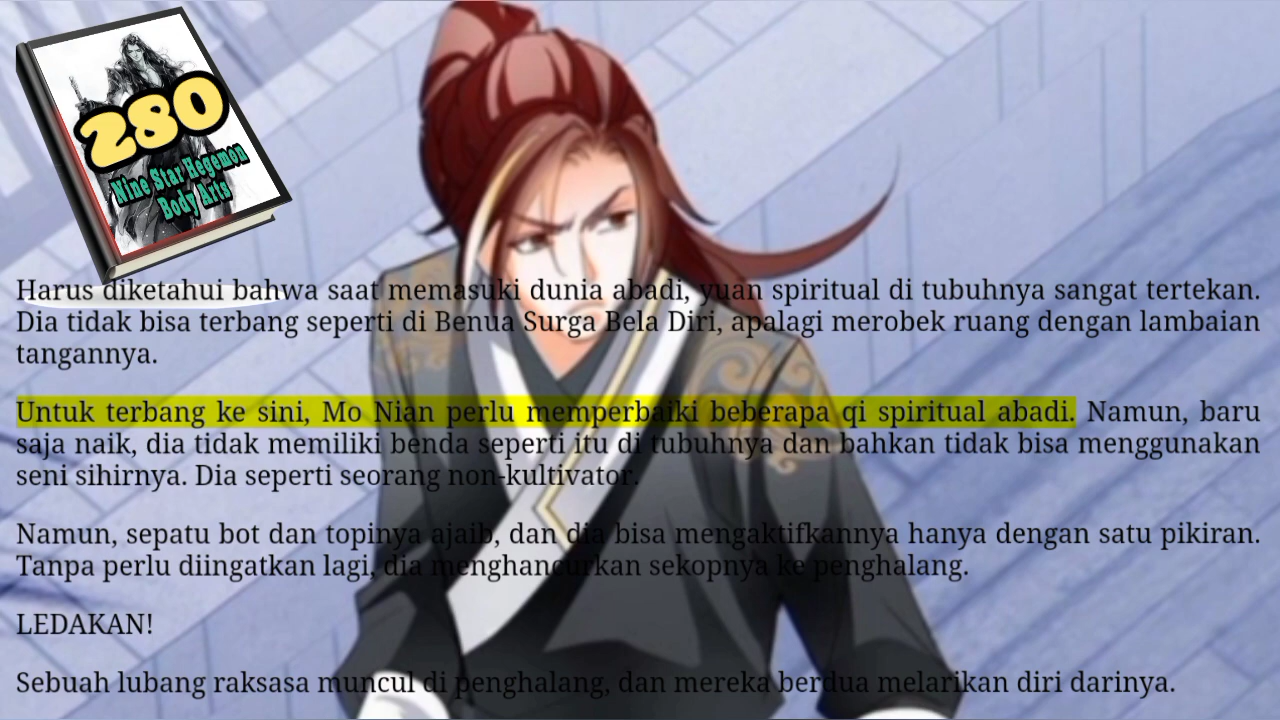 280
Nine Star Hegemon
Body Arts
Harus diketahui bahwa saat memasuki dunia abadi, yuan spiritual di tubuhnya sangat tertekan.
Dia tidak bisa terbang seperti di Benua Surga Bela Diri, apalagi merobek ruang dengan lambaian
tangannya.
Untuk terbang ke sini, Mo Nian perlu memperbaiki beberapa qi spiritual abadi. Namun, baru
saja naik, dia tidak memiliki benda seperti itu di tubuhnya dan bahkan tidak bisa menggunakan
seni sihirnya. Dia seperti seorang non-kultivator.
Namun, sepatu bot dan topinya ajaib, dan dia bisa mengaktifkannya hanya dengan satu pikiran.
Tanpa perlu diingatkan lagi, dia menghancurkan sekopnya ke penghalang.
LEDAKAN!
Sebuah lubang raksasa muncul di penghalang, dan mereka berdua melarikan diri darinya.